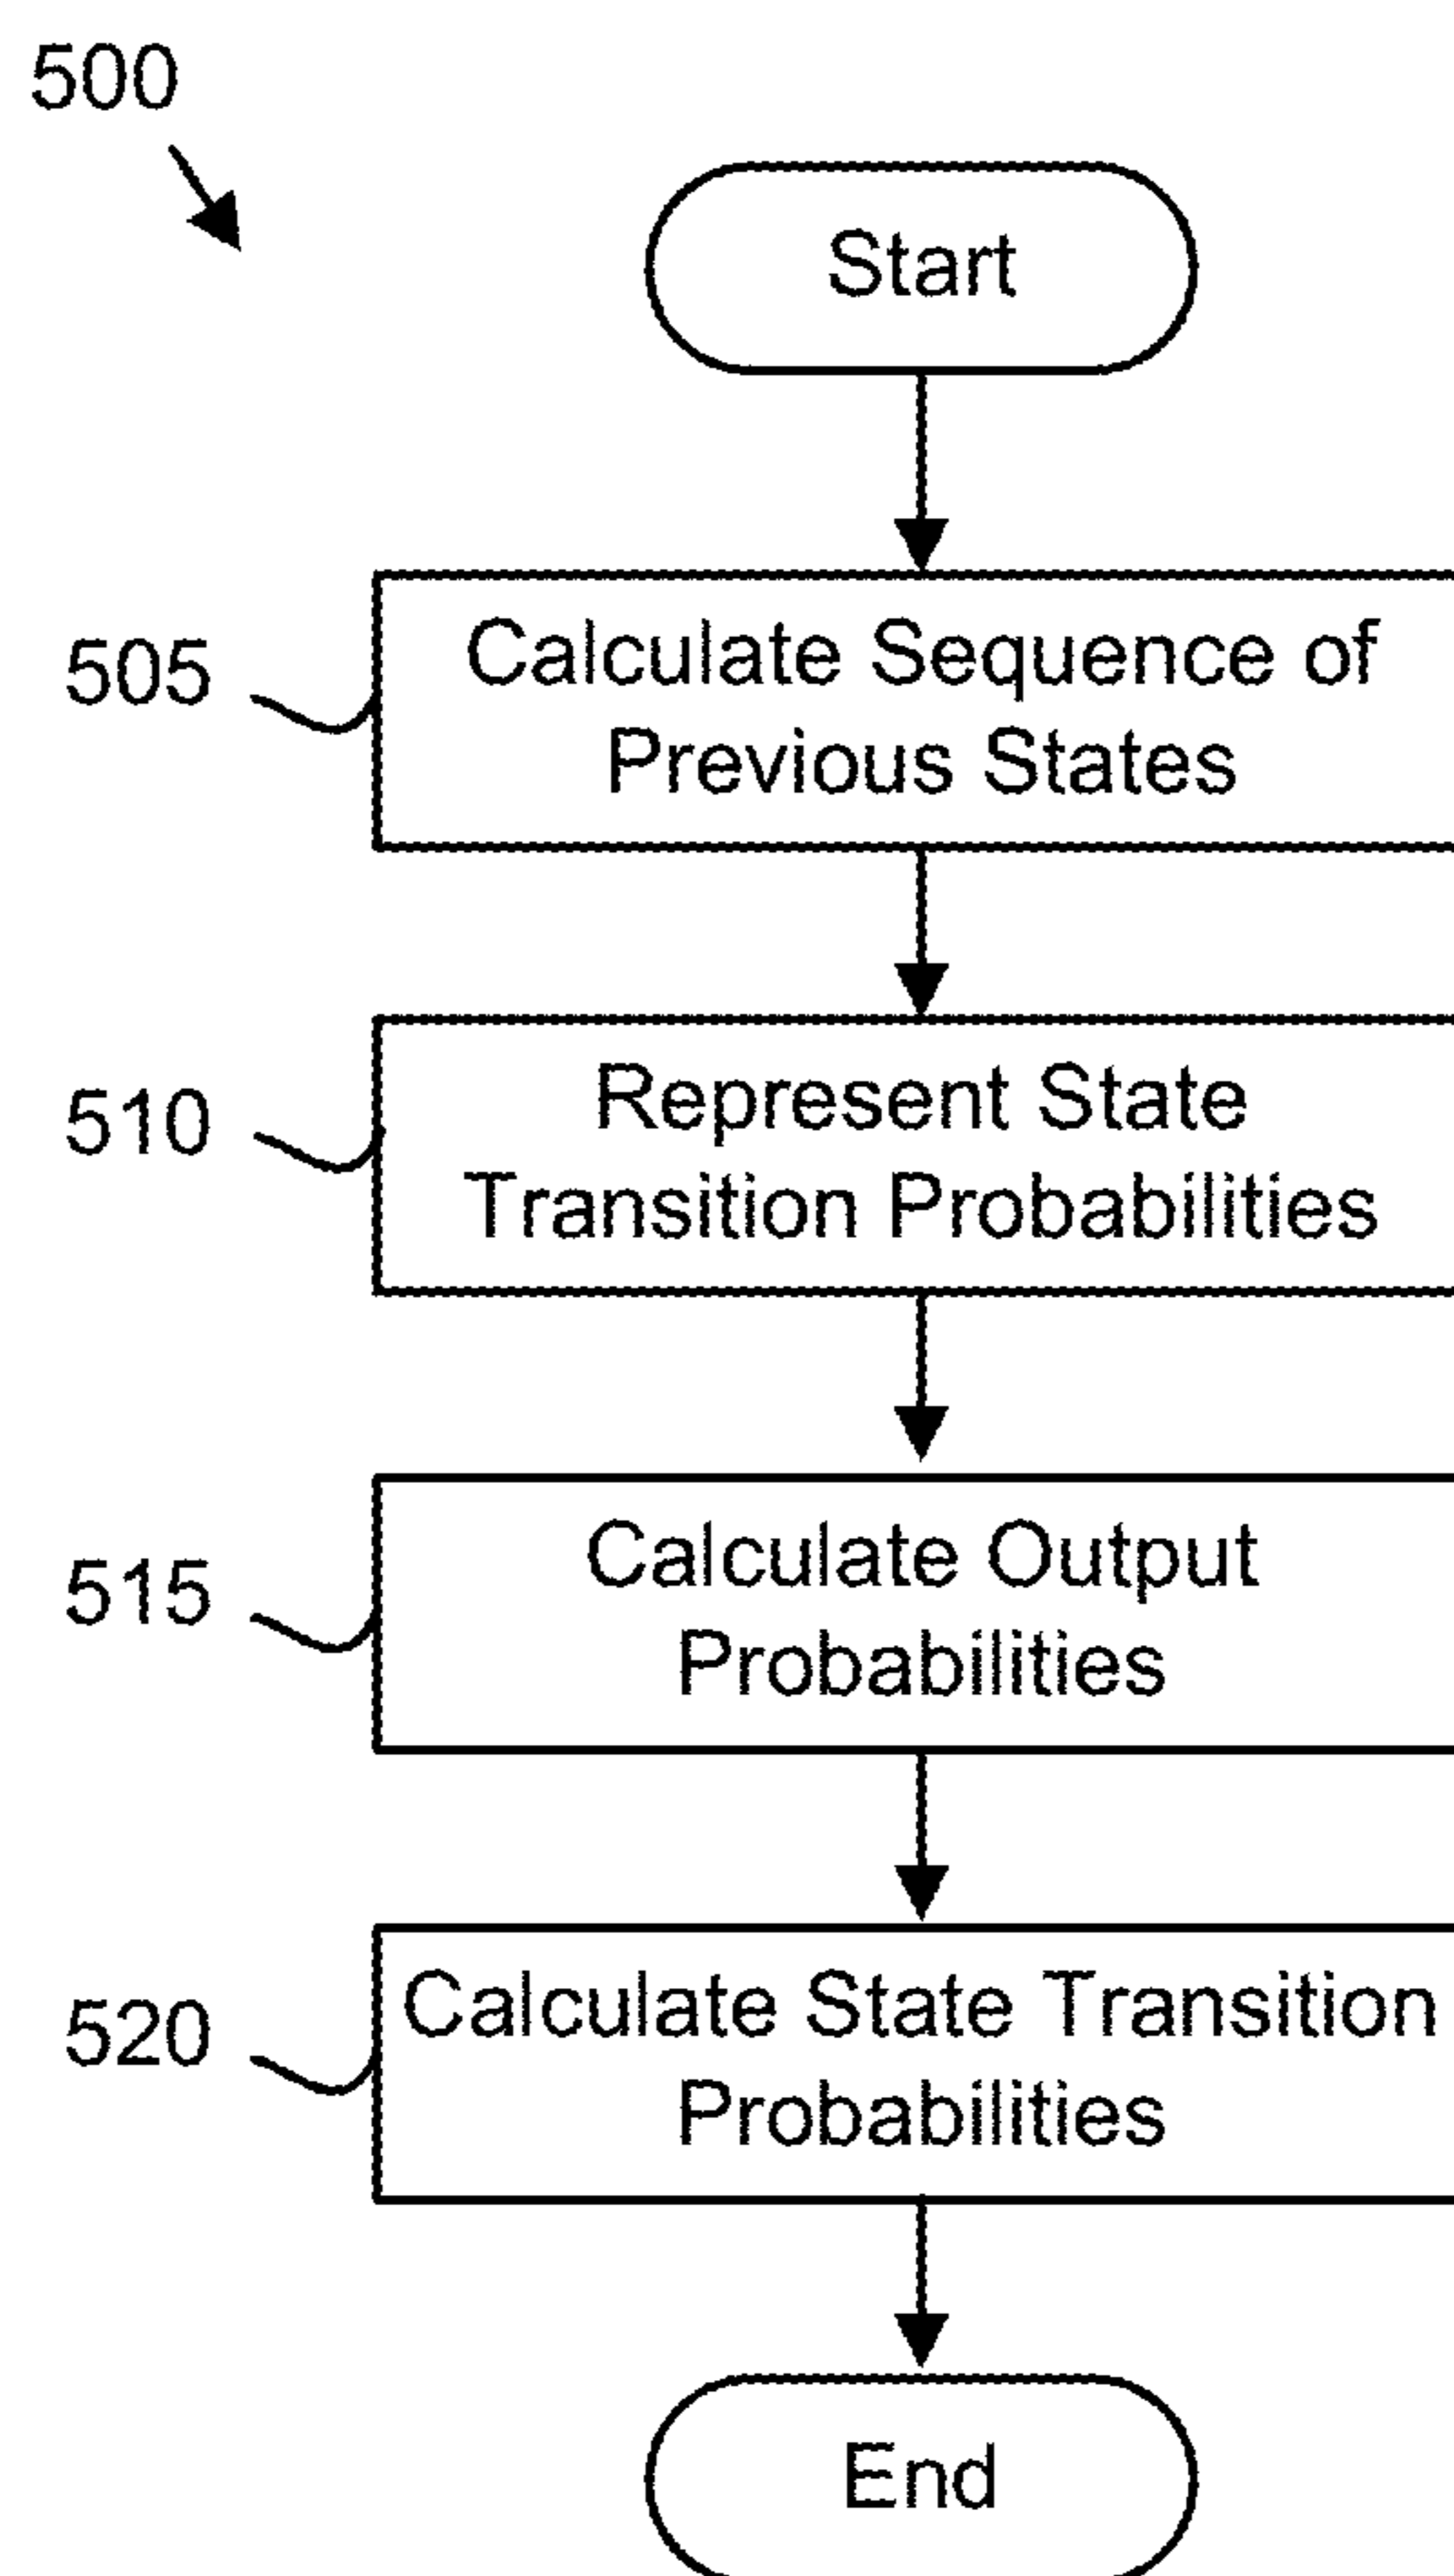 500
Start
505
Calculate Sequence of
Previous States
510
Represent State
Transition Probabilities
515
Calculate Output
Probabilities
520
Calculate State Transition
Probabilities
End